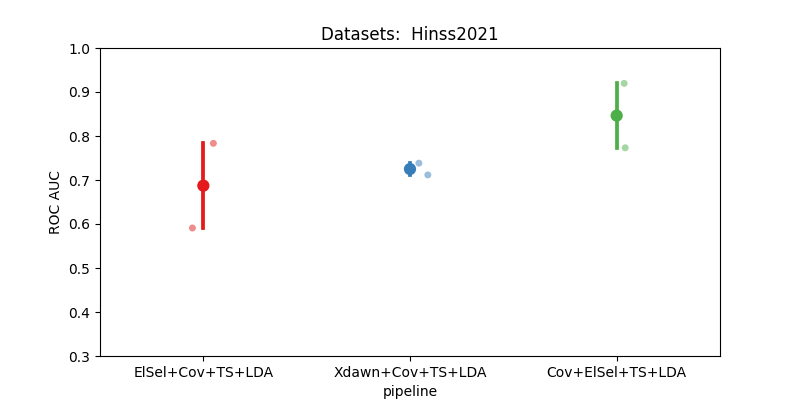 Datasets:  Hinss2021
1.0
0.9
0.8
0.7
0.6
0.5
0.4
0.3
ROC AUC
ElSel+Cov+TS+LDA
Xdawn+Cov+TS+LDA
Cov+ElSel+TS+LDA
pipeline